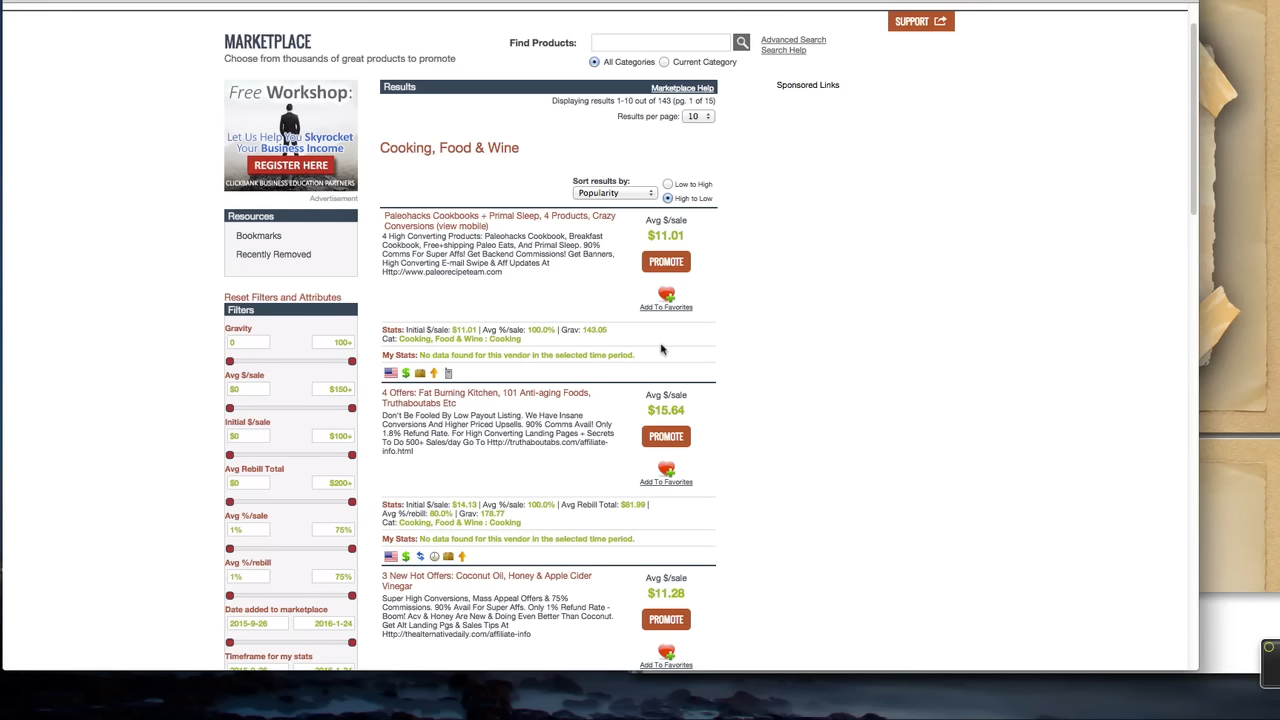 SUPPORT
MARKETPLACE
Choose from thousands of great products to promote
Find Products:
Advanced Search
Search Help
All Categories
Current Category
Free Workshop:
Let Us Help You Skyrocket
Your Business Income
REGISTER HERE
CLICKBANK BUSINESS EDUCATION PARTNERS
Advertisement
Resources
Bookmarks
Recently Removed
Reset Filters and Attributes
Filters
Gravity
0 100+
Avg $/sale
$0 $150+
Initial $/sale
$0 $100+
Avg Rebill Total
$0 $200+
Avg %/sale
1% 75%
Avg %/rebill
1% 75%
Date added to marketplace
2015-9-26 2016-1-24
Timeframe for my stats
2015-9-26 2016-1-24
Results Marketplace Help
Displaying results 1-10 out of 143 (pg. 1 of 15)
Results per page: 10
Cooking, Food & Wine
Sort results by:
Popularity
Low to High
High to Low
Paleohacks Cookbooks + Primal Sleep, 4 Products, Crazy
Conversions (view mobile)
4 High Converting Products: Paleohacks Cookbook, Breakfast
Cookbook, Free+shipping Paleo Eats, And Primal Sleep. 90%
Comms For Super Affs! Get Backend Commissions! Get Banners,
High Converting E-mail Swipe & Aff Updates At
Http://www.paleorecipeteam.com
Avg $/sale
$11.01
PROMOTE
Add To Favorites
Stats: Initial $/sale: $11.01 | Avg %/sale: 100.0% | Grav: 143.05
Cat: Cooking, Food & Wine : Cooking
My Stats: No data found for this vendor in the selected time period.
4 Offers: Fat Burning Kitchen, 101 Anti-aging Foods,
Truthaboutabs Etc
Don't Be Fooled By Low Payout Listing. We Have Insane
Conversions And Higher Priced Upsells. 90% Comms Avail! Only
1.8% Refund Rate. For High Converting Landing Pages + Secrets
To Do 500+ Sales/day Go To Http://truthaboutabs.com/affiliate-
info.html
Avg $/sale
$15.64
PROMOTE
Add To Favorites
Stats: Initial $/sale: $14.13 | Avg %/sale: 100.0% | Avg Rebill Total: $81.99 |
Avg %/rebill: 80.0% | Grav: 178.77
Cat: Cooking, Food & Wine : Cooking
My Stats: No data found for this vendor in the selected time period.
3 New Hot Offers: Coconut Oil, Honey & Apple Cider
Vinegar
Super High Conversions, Mass Appeal Offers & 75%
Commissions. 90% Avail For Super Affs. Only 1% Refund Rate -
Boom! Acv & Honey Are New & Doing Even Better Than Coconut.
Get Alt Landing Pgs & Sales Tips At
Http://thealternativedaily.com/affiliate-info
Avg $/sale
$11.28
PROMOTE
Add To Favorites
Sponsored Links